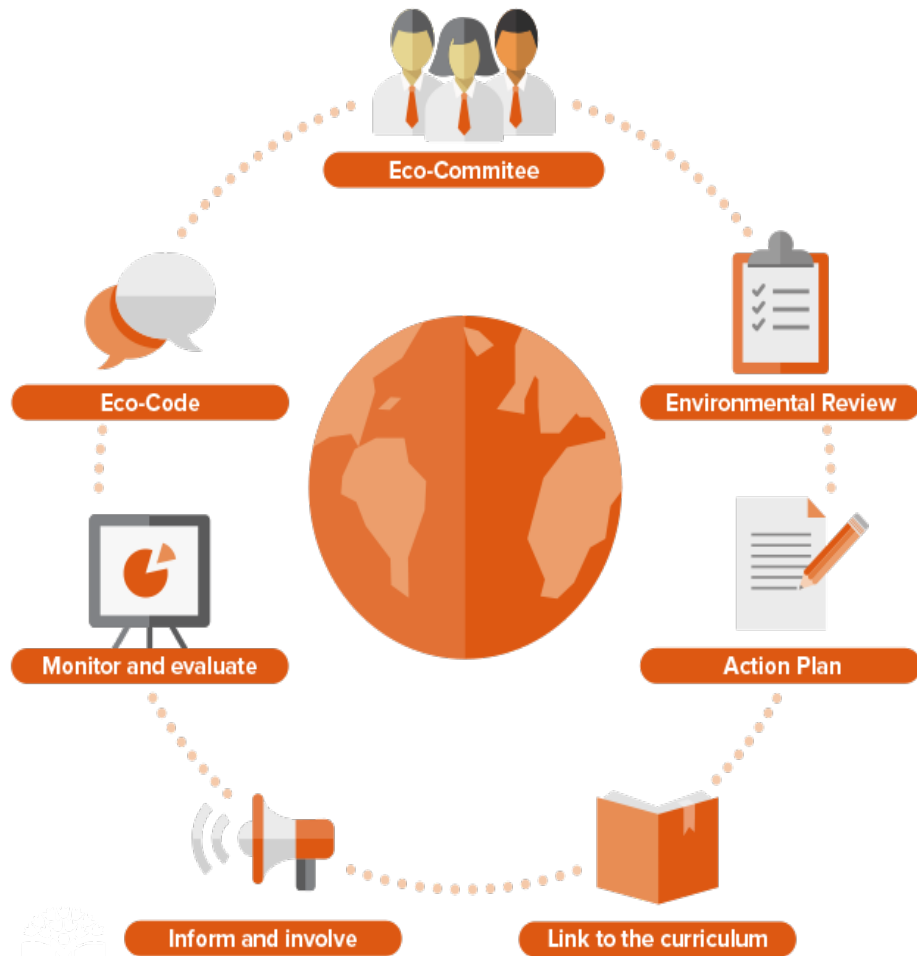 Eco-Commitee
Eco-Code
Environmental Review
Monitor and evaluate
Action Plan
Inform and involve
Link to the curriculum